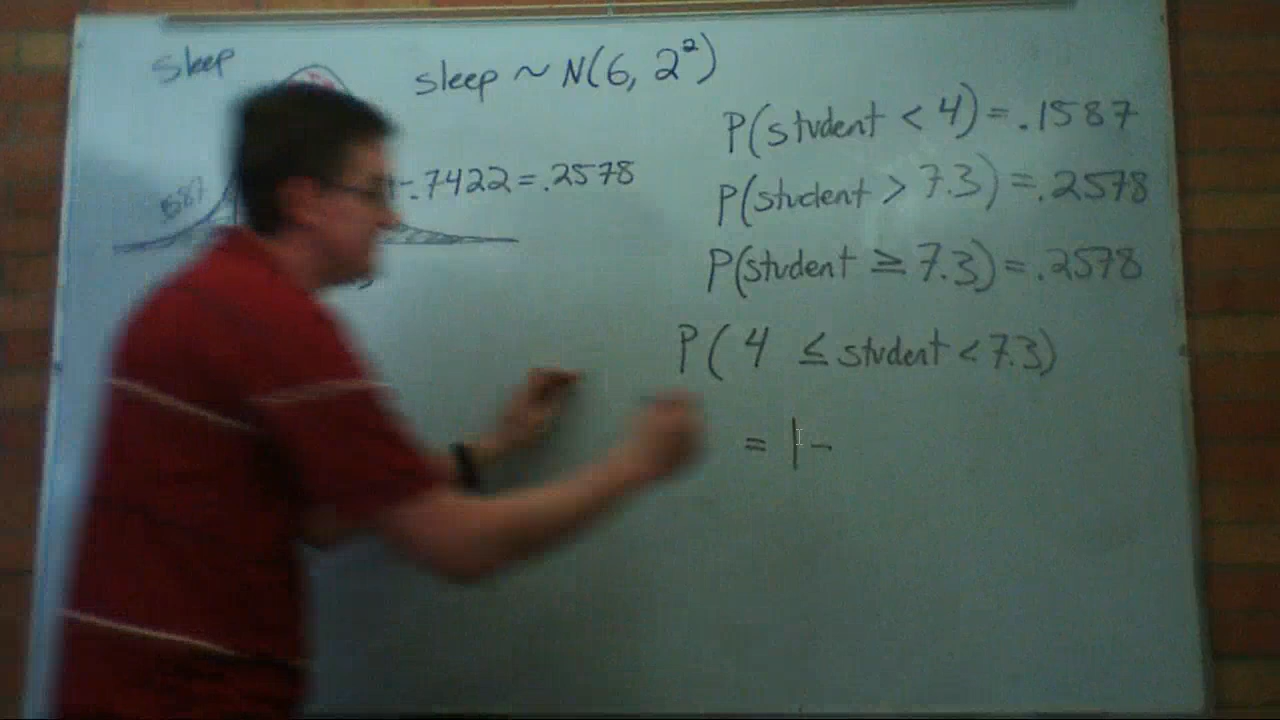 sleep
sleep ~ N(6, 2²)
P(student < 4) = .1587
-.7422 = .2578
P(student > 7.3) = .2578
587
P(student ≥ 7.3) = .2578
P( 4 ≤ student < 7.3)
= 1 -